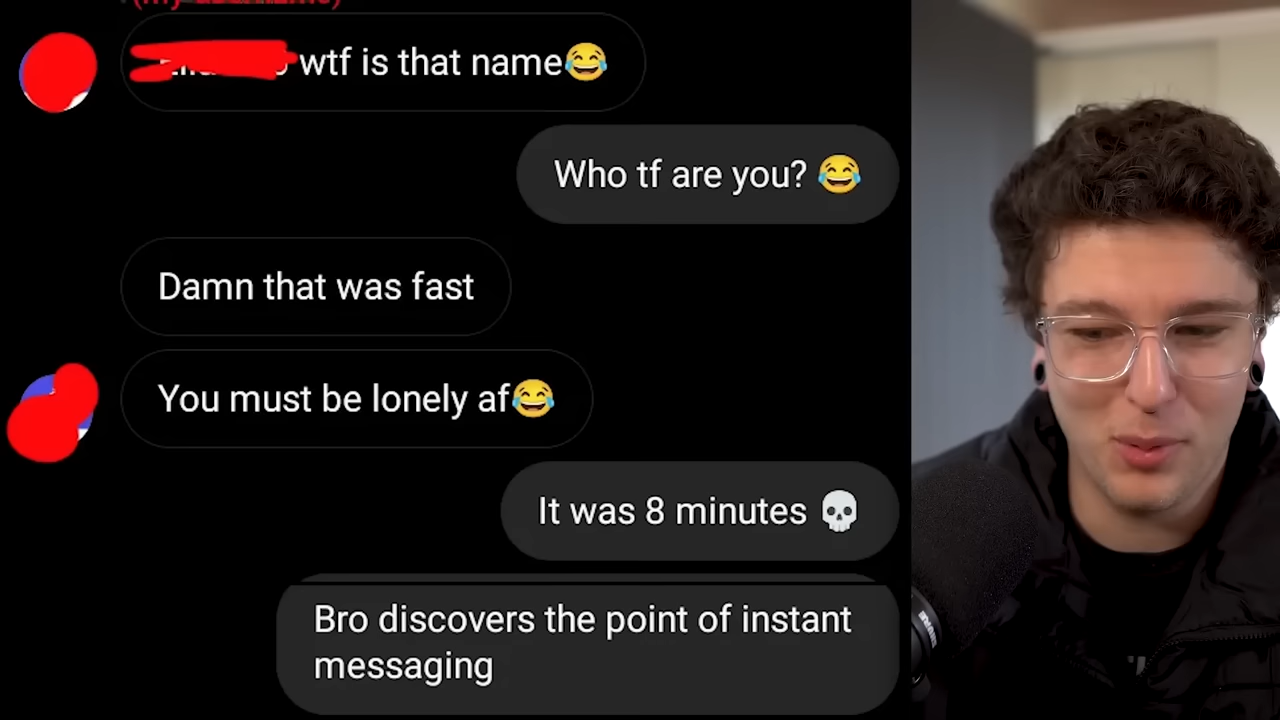 wtf is that name😂
Who tf are you? 😂
Damn that was fast
You must be lonely af😂
It was 8 minutes 💀
Bro discovers the point of instant
messaging